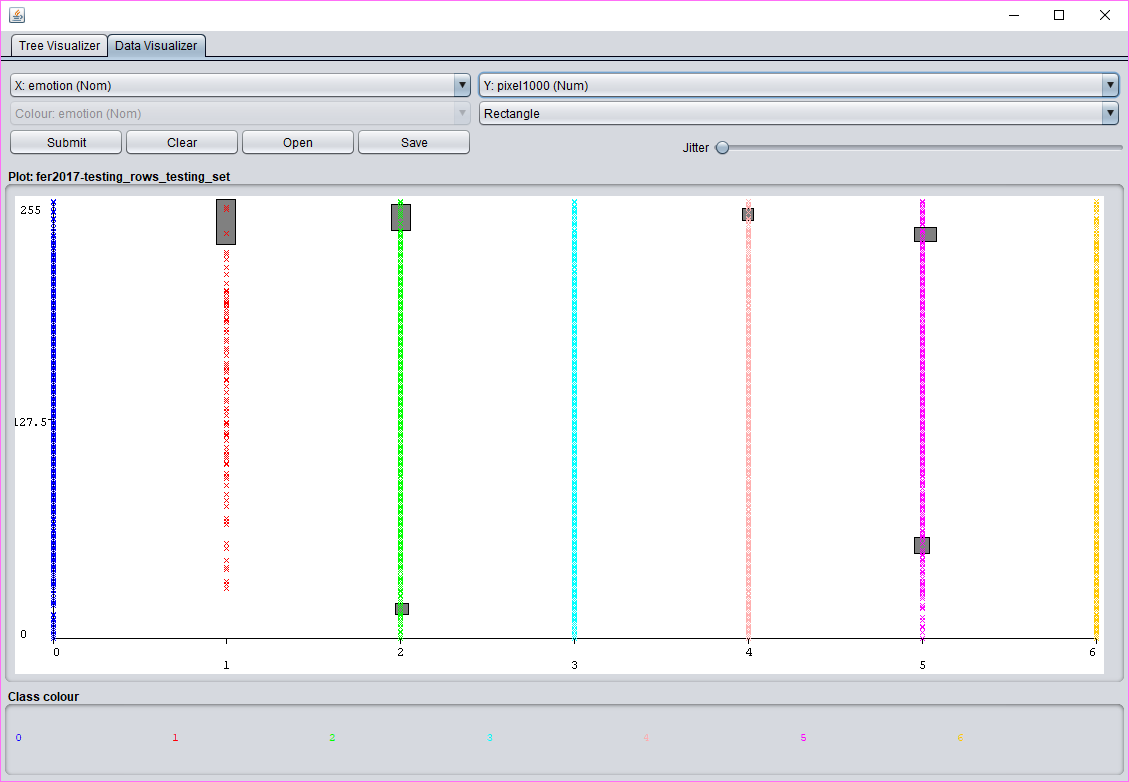 Tree Visualizer Data Visualizer
X: emotion (Nom) Y: pixel1000 (Num)
Colour: emotion (Nom) Rectangle
Submit Clear Open Save Jitter
Plot: fer2017-testing_rows_testing_set
255
127.5
0
0 2 4 6
1 3 5
Class colour
0 1 2 3 4 5 6